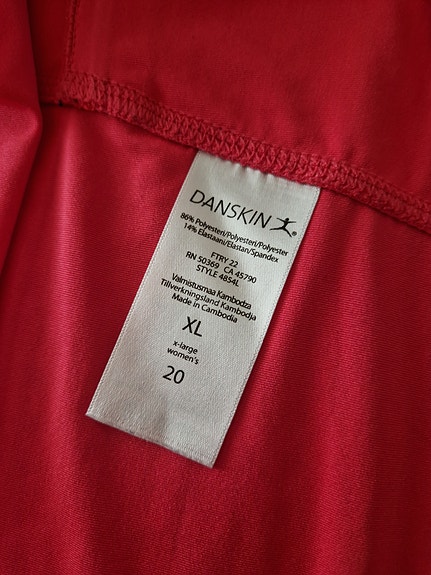 DANSKIN®
86% Polyesteri/Polyester/Polyester
14% Elastaani/Elastan/Spandex
FTRY 22
RN 50369 CA 45790
STYLE 4854L
Valmistusmaa Kambodza
Tillverkningsland Kambodja
Made in Cambodia
XL
x-large
women's
20